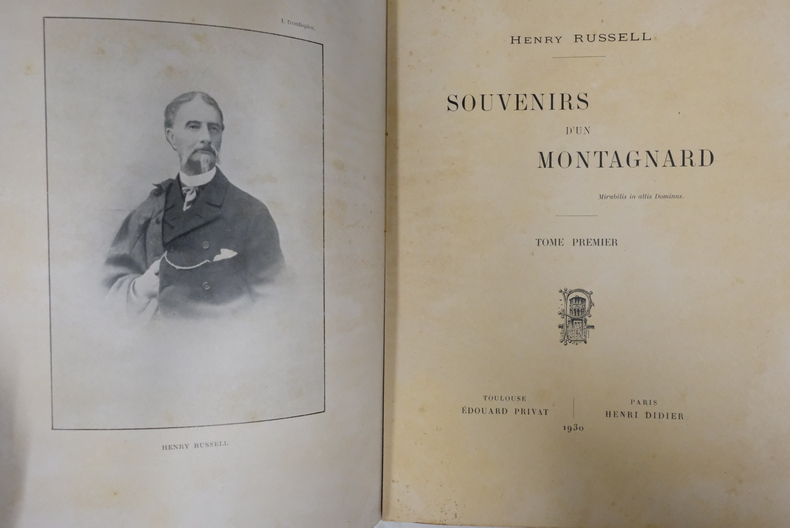 HENRY RUSSELL
HENRY RUSSELL
SOUVENIRS
D'UN
MONTAGNARD
Mirabilis in altis Dominus.
TOME PREMIER
TOULOUSE
ÉDOUARD PRIVAT
PARIS
HENRI DIDIER
1930